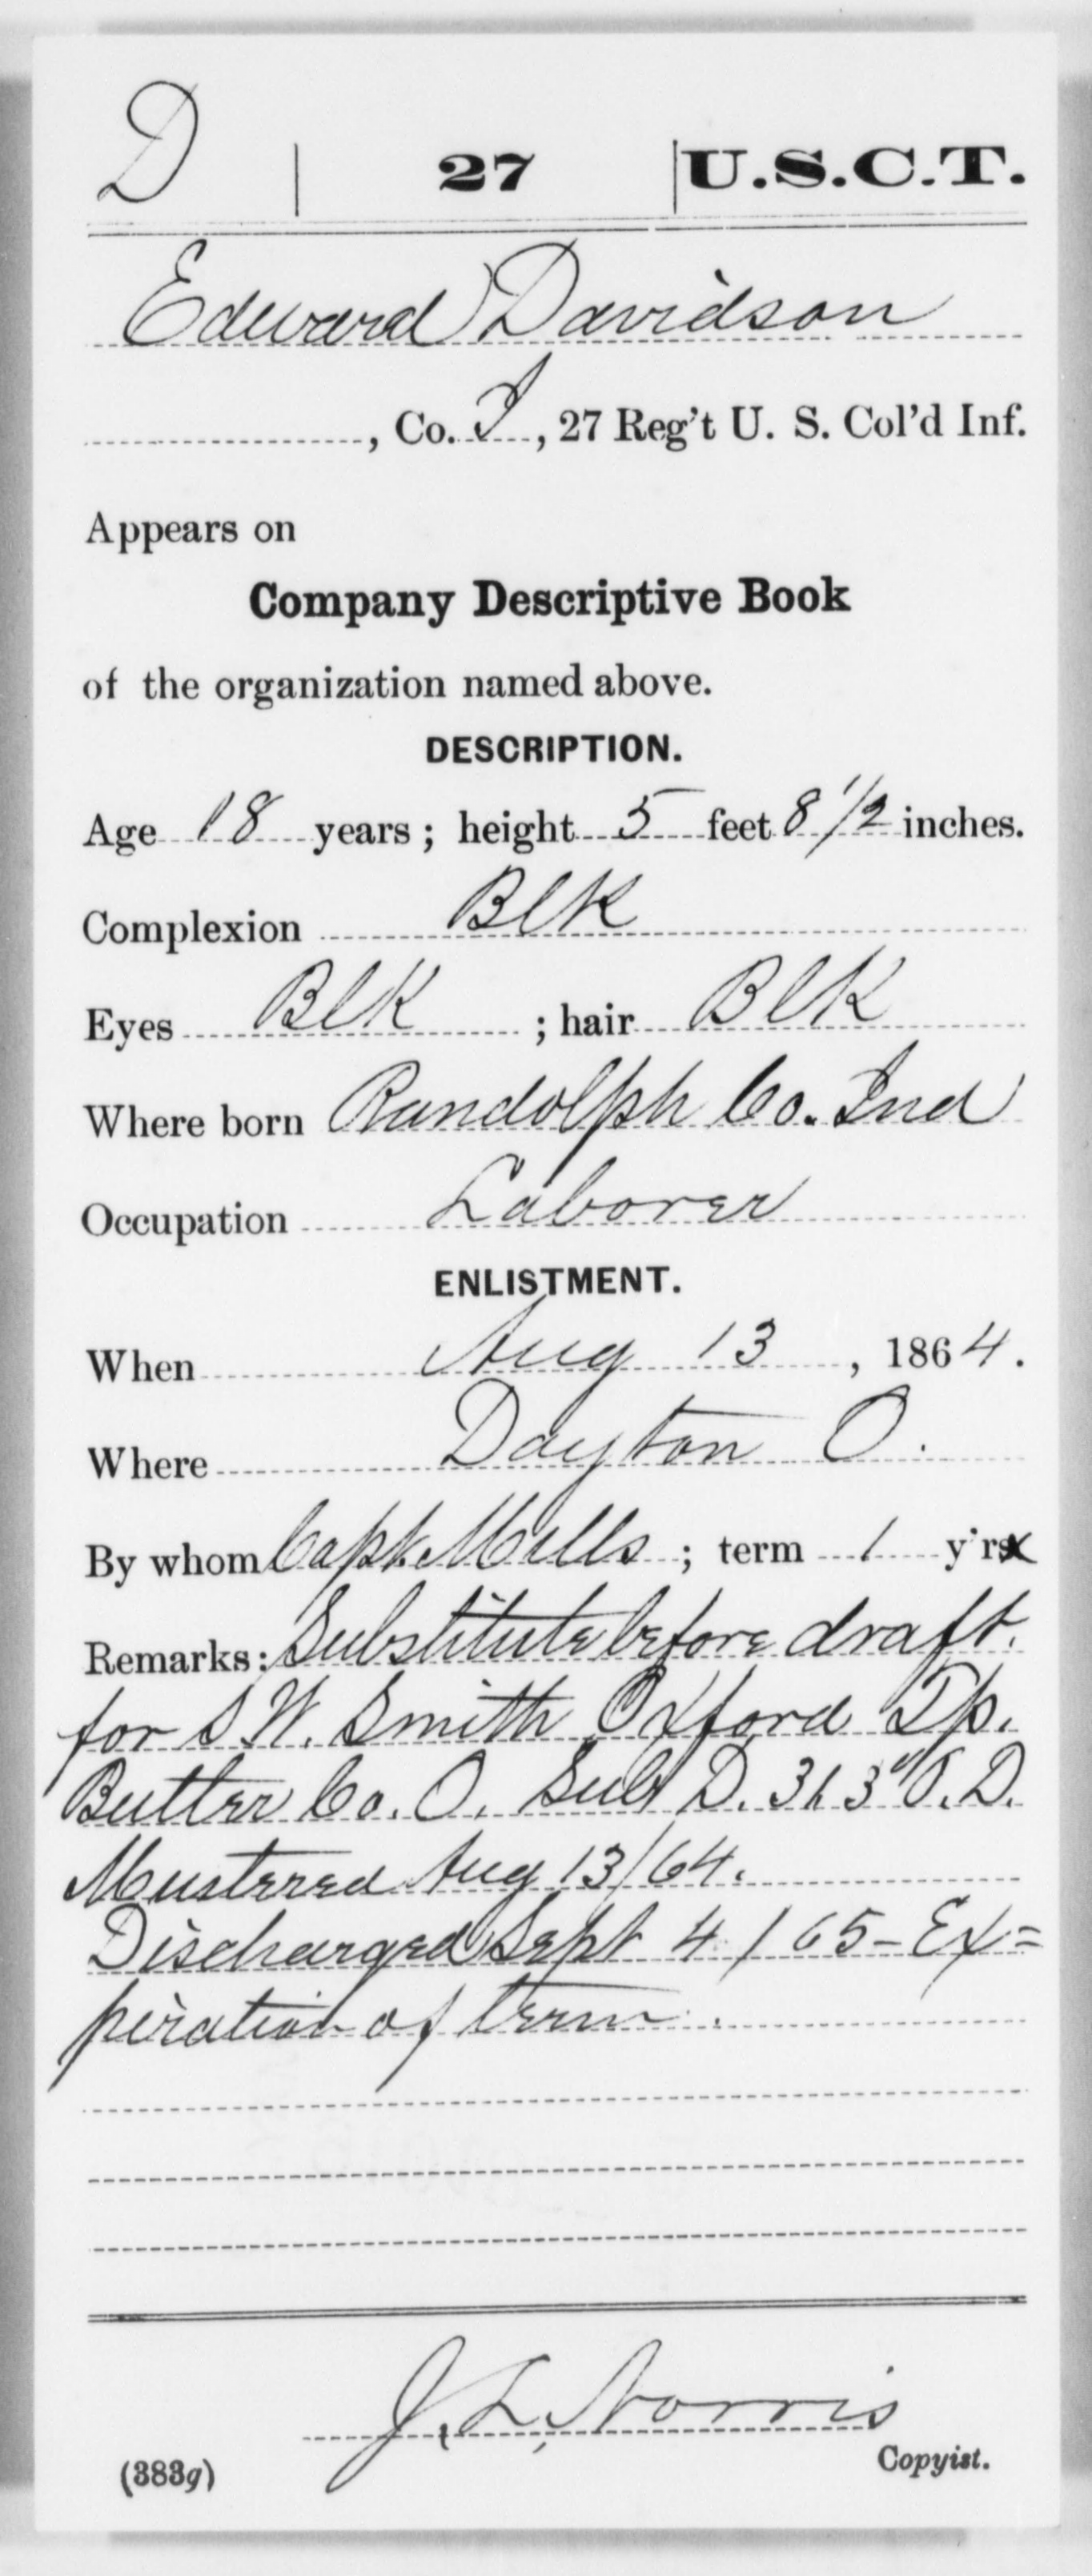 D | 27 | U.S.C.T.
Edward Davidson
, Co. I, 27 Reg't U. S. Col'd Inf.
Appears on
Company Descriptive Book
of the organization named above.
DESCRIPTION.
Age 18 years; height 5 feet 8 1/2 inches.
Complexion Blk
Eyes Blk ; hair Blk
Where born Randolph Co. Ind
Occupation Laborer
ENLISTMENT.
When Aug 13, 1864.
Where Dayton O.
By whom Capt. Mills ; term 1 y'rs
Remarks: Substitute before draft.
for S. W. Smith Oxford Tp.
Butler Co. O. Sub D. 3d O. D.
Mustered Aug 13/64.
Discharged Sept 4 / 65 - Ex=
piration of term.
J. L. Norris
(383g) Copyist.